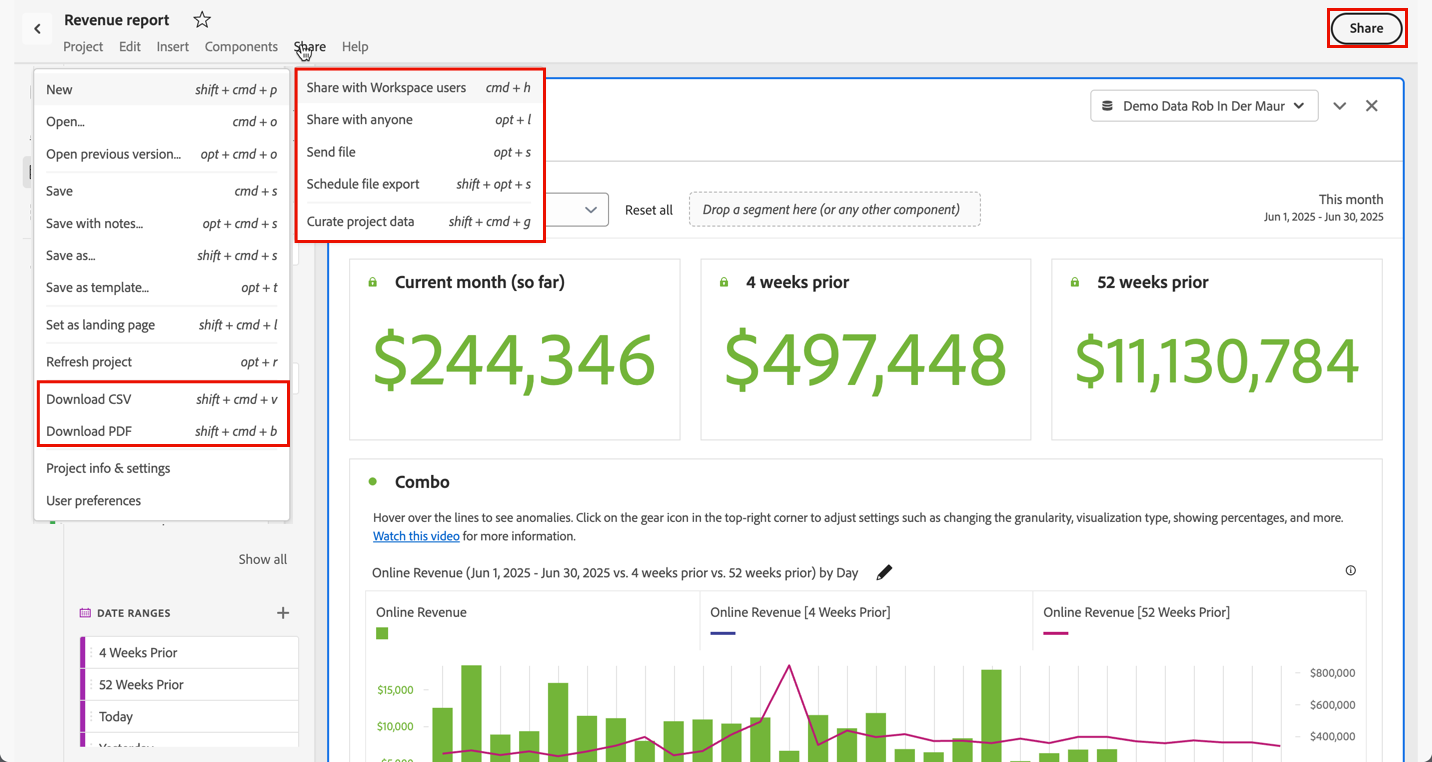 Revenue report
Share
Project Edit Insert Components Share Help
New shift + cmd + p
Open... cmd + o
Open previous version... opt + cmd + o
Save cmd + s
Save with notes... opt + cmd + s
Save as... shift + cmd + s
Save as template... opt + t
Set as landing page shift + cmd + l
Refresh project opt + r
Download CSV shift + cmd + v
Download PDF shift + cmd + b
Project info & settings
User preferences
Share with Workspace users cmd + h
Share with anyone opt + l
Send file opt + s
Schedule file export shift + opt + s
Curate project data shift + cmd + g
Demo Data Rob In Der Maur
Reset all
Drop a segment here (or any other component)
This month
Jun 1, 2025 - Jun 30, 2025
Current month (so far)
$244,346
4 weeks prior
$497,448
52 weeks prior
$11,130,784
Show all
DATE RANGES
4 Weeks Prior
52 Weeks Prior
Today
Yesterday
Combo
Hover over the lines to see anomalies. Click on the gear icon in the top-right corner to adjust settings such as changing the granularity, visualization type, showing percentages, and more.
Watch this video for more information.
Online Revenue (Jun 1, 2025 - Jun 30, 2025 vs. 4 weeks prior vs. 52 weeks prior) by Day
Online Revenue
Online Revenue [4 Weeks Prior]
Online Revenue [52 Weeks Prior]
$15,000
$10,000
$5,000
$800,000
$600,000
$400,000